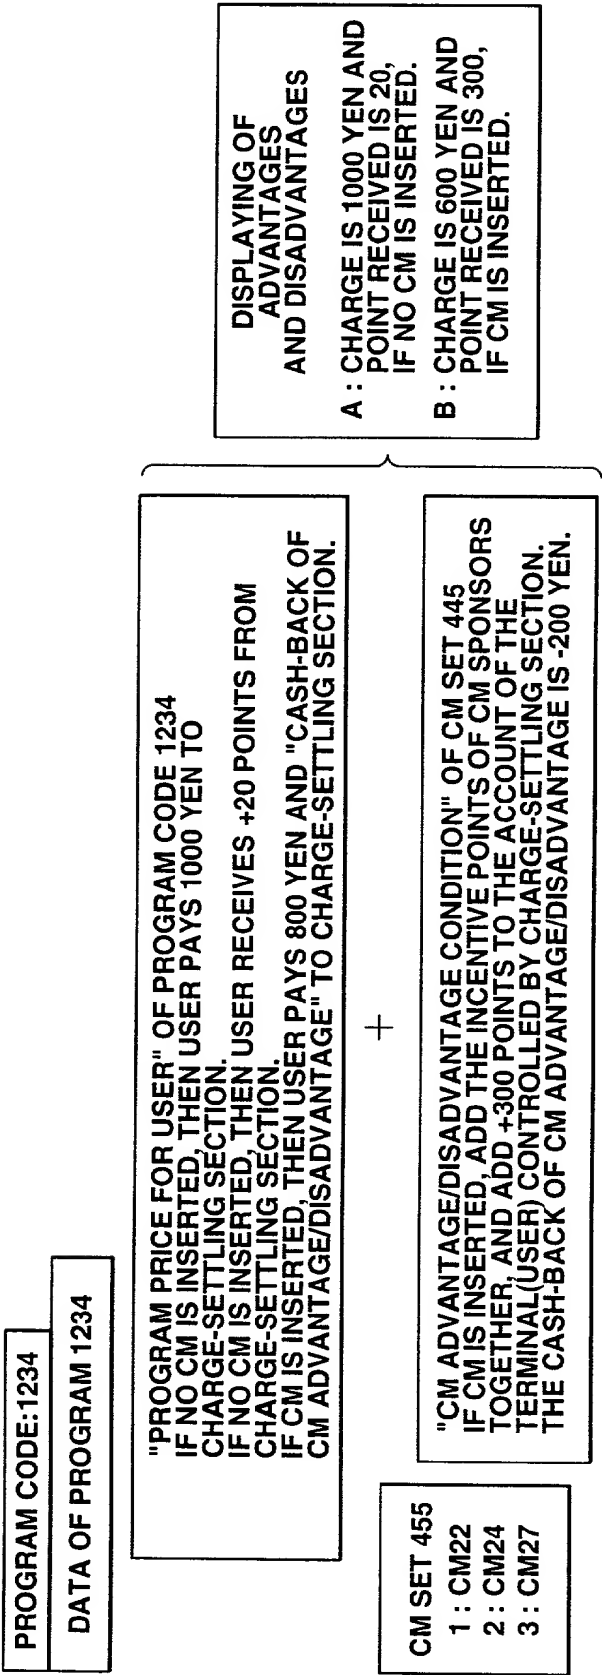 PROGRAM CODE:1234
DATA OF PROGRAM 1234
"PROGRAM PRICE FOR USER" OF PROGRAM CODE 1234
IF NO CM IS INSERTED, THEN USER PAYS 1000 YEN TO
CHARGE-SETTLING SECTION.
IF NO CM IS INSERTED, THEN USER RECEIVES +20 POINTS FROM
CHARGE-SETTLING SECTION.
IF CM IS INSERTED, THEN USER PAYS 800 YEN AND "CASH-BACK OF
CM ADVANTAGE/DISADVANTAGE" TO CHARGE-SETTLING SECTION.
+
CM SET 455
1 : CM22
2 : CM24
3 : CM27
"CM ADVANTAGE/DISADVANTAGE CONDITION" OF CM SET 445
IF CM IS INSERTED, ADD THE INCENTIVE POINTS OF CM SPONSORS
TOGETHER, AND ADD +300 POINTS TO THE ACCOUNT OF THE
TERMINAL(USER) CONTROLLED BY CHARGE-SETTLING SECTION.
THE CASH-BACK OF CM ADVANTAGE/DISADVANTAGE IS -200 YEN.
DISPLAYING OF
ADVANTAGES
AND DISADVANTAGES
A : CHARGE IS 1000 YEN AND
POINT RECEIVED IS 20,
IF NO CM IS INSERTED.
B : CHARGE IS 600 YEN AND
POINT RECEIVED IS 300,
IF CM IS INSERTED.